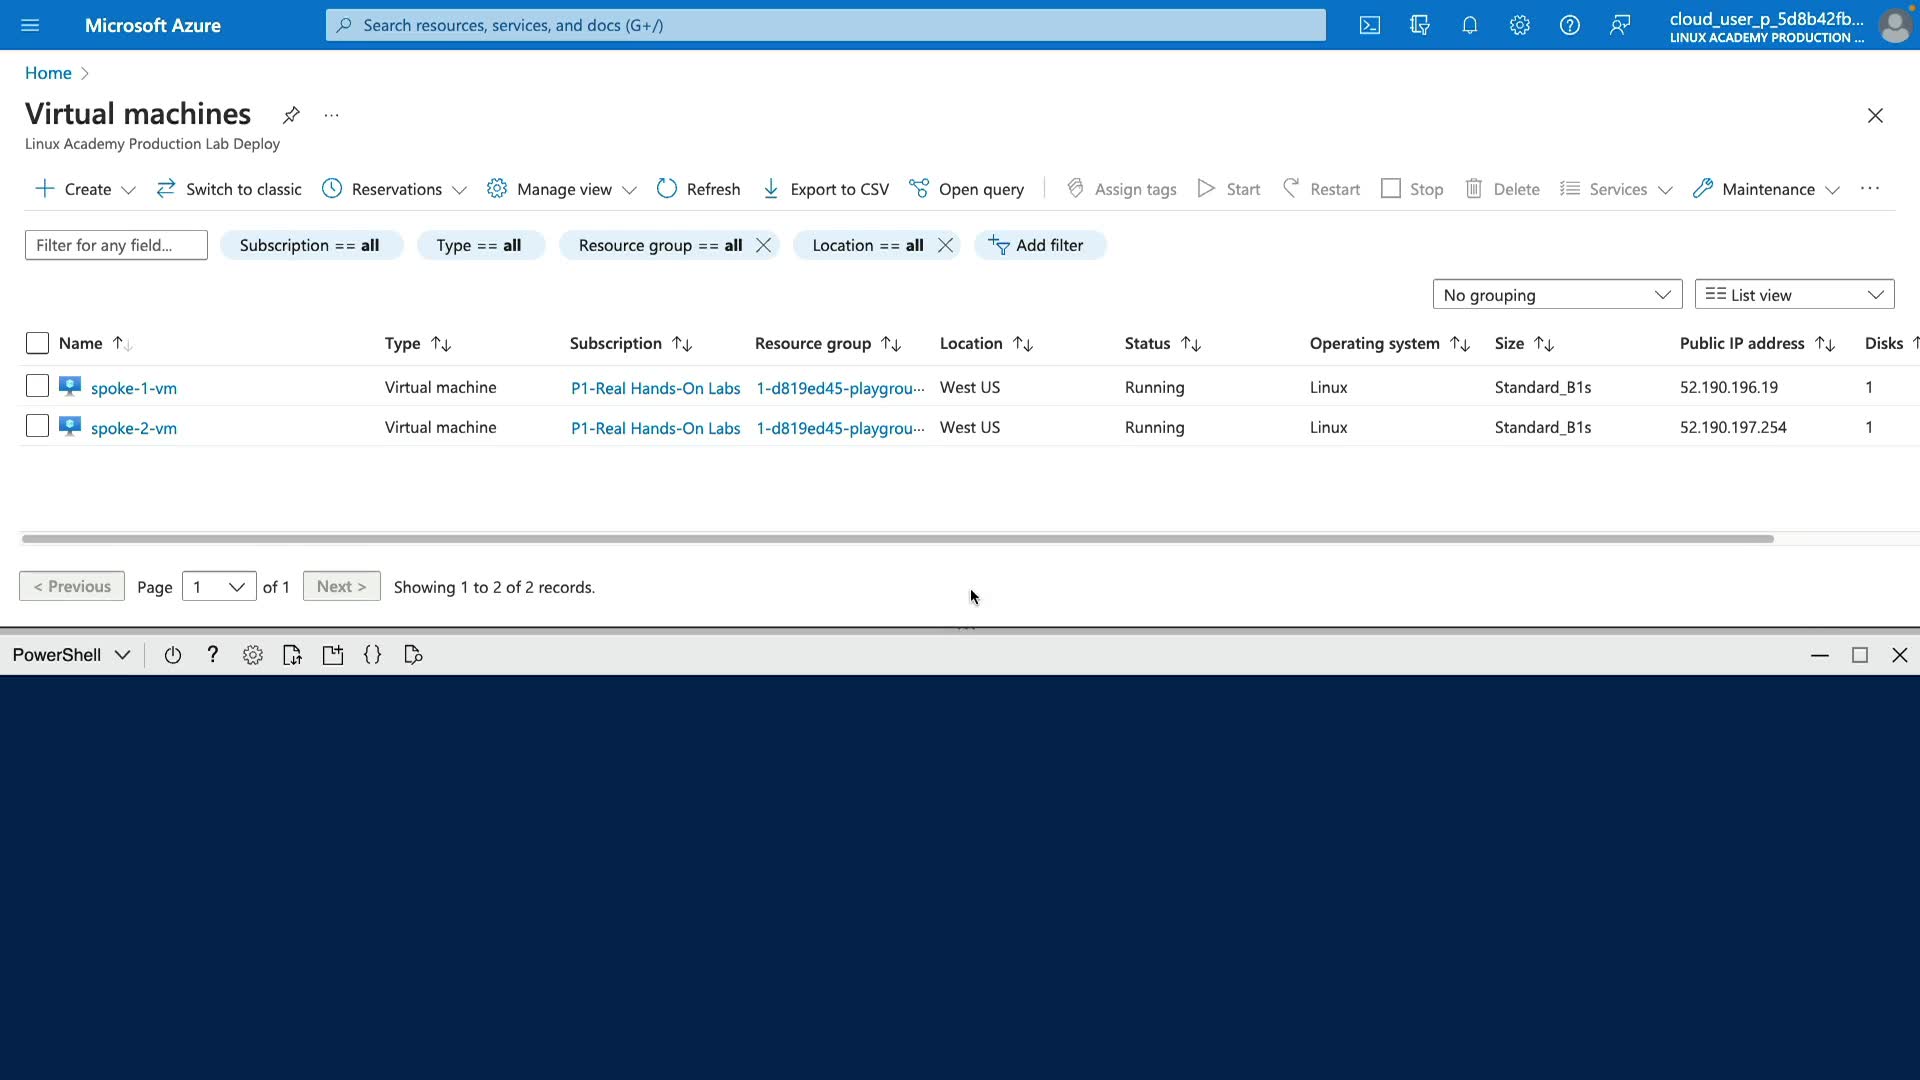 Microsoft Azure
Search resources, services, and docs (G+/)
cloud_user_p_5d8b42fb...
LINUX ACADEMY PRODUCTION ...
Home
Virtual machines
...
Linux Academy Production Lab Deploy
Create
Switch to classic
Reservations
Manage view
Refresh
Export to CSV
Open query
Assign tags
Start
Restart
Stop
Delete
Services
Maintenance
...
Filter for any field...
Subscription == all
Type == all
Resource group == all
Location == all
Add filter
No grouping
List view
Name Type Subscription Resource group Location Status Operating system Size Public IP address Disks
spoke-1-vm Virtual machine P1-Real Hands-On Labs 1-d819ed45-playgrou... West US Running Linux Standard_B1s 52.190.196.19 1
spoke-2-vm Virtual machine P1-Real Hands-On Labs 1-d819ed45-playgrou... West US Running Linux Standard_B1s 52.190.197.254 1
< Previous Page 1 of 1 Next > Showing 1 to 2 of 2 records.
PowerShell ? {}